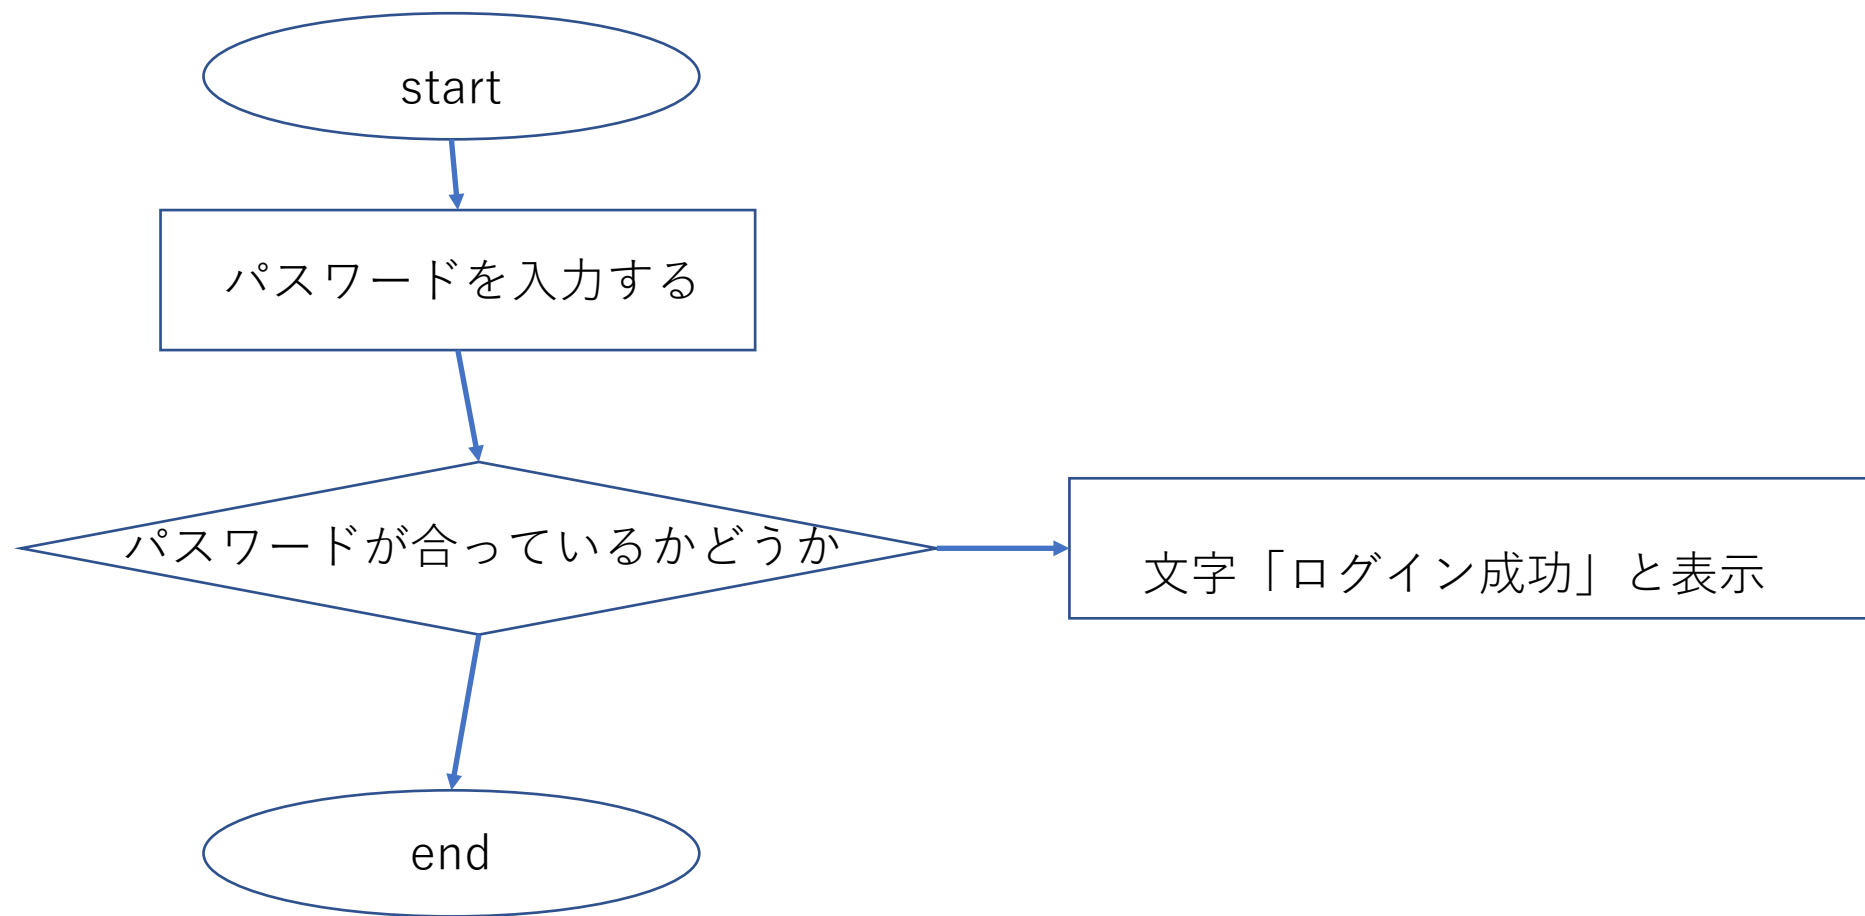 start
パスワードを入力する
パスワードが合っているかどうか
文字「ログイン成功」と表示
end